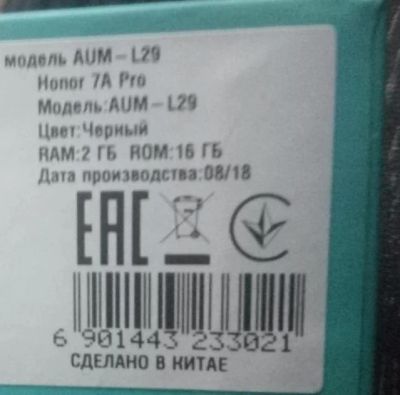 модель AUM-L29
Honor 7A Pro
Модель:AUM-L29
Цвет:Черный
RAM:2 ГБ ROM:16 ГБ
Дата производства:08/18
EAC
6 901443 233021
СДЕЛАНО В КИТАЕ